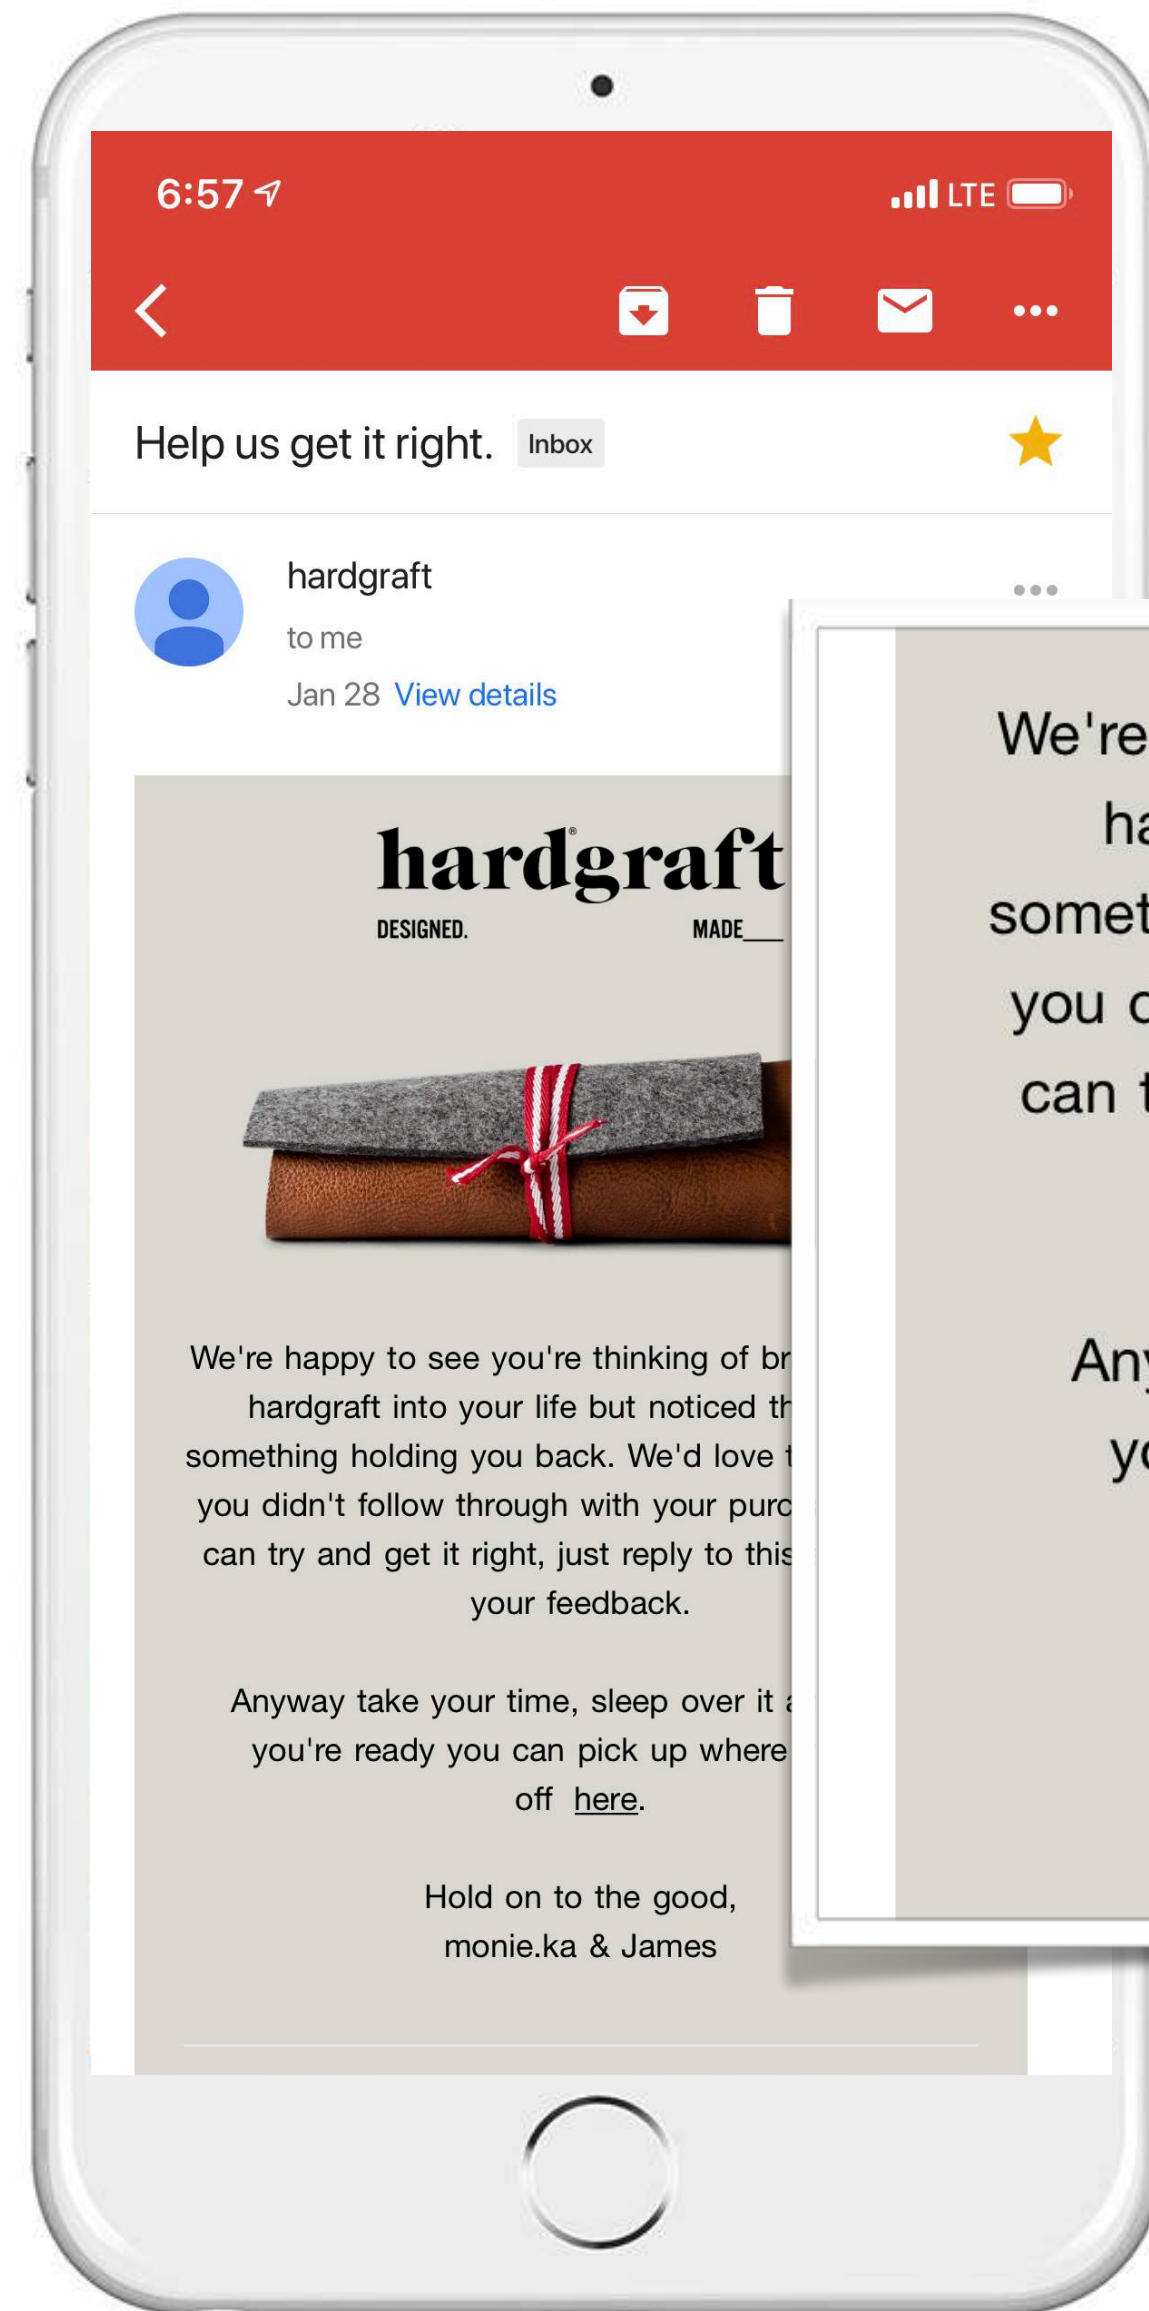 6:57
LTE
Help us get it right. Inbox
hardgraft
to me
Jan 28 View details
hardgraft®
DESIGNED. MADE___
We're happy to see you're thinking of
hardgraft into your life but noticed
something holding you back. We'd love
you didn't follow through with your
can try and get it right, just reply to this
your feedback.
Anyway take your time, sleep over it
you're ready you can pick up where
off here.
Hold on to the good,
monie.ka & James
We're
you
can